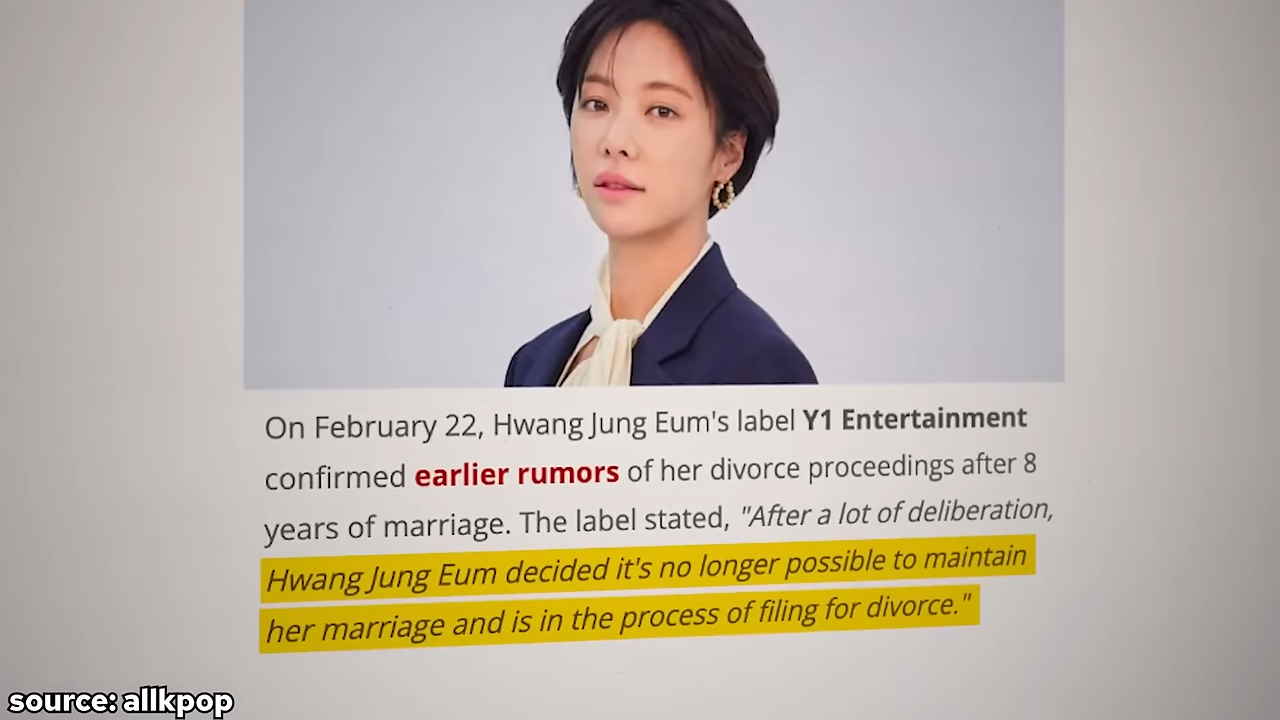 On February 22, Hwang Jung Eum's label Y1 Entertainment
confirmed earlier rumors of her divorce proceedings after 8
years of marriage. The label stated, "After a lot of deliberation,
Hwang Jung Eum decided it's no longer possible to maintain
her marriage and is in the process of filing for divorce."
source: allkpop